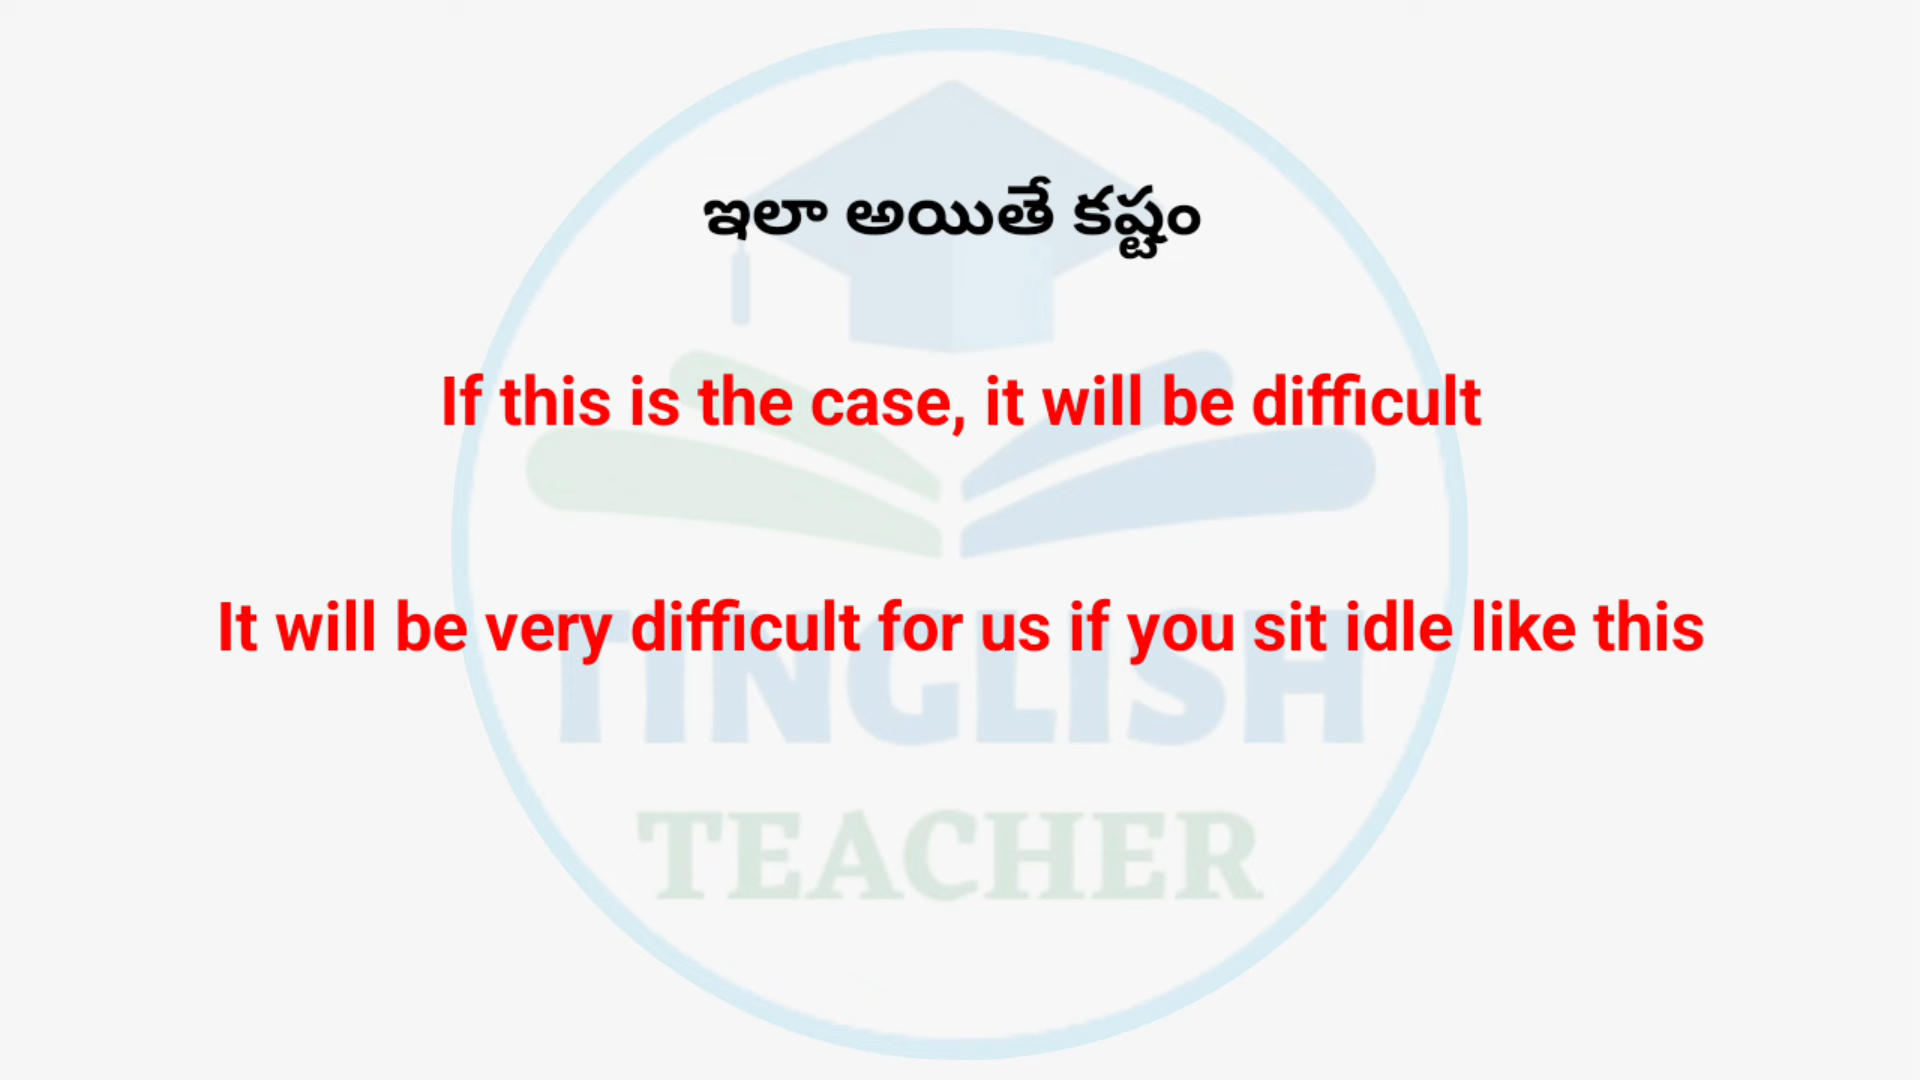 ఇలా అయితే కష్టం
If this is the case, it will be difficult
It will be very difficult for us if you sit idle like this
TINGLISH
TEACHER